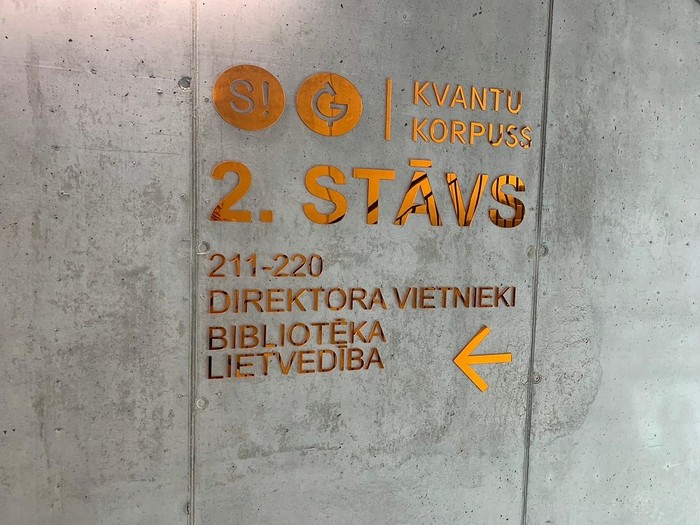 S! Ģ
KVANTU
KORPUSS
2. STĀVS
211-220
DIREKTORA VIETNIEKI
BIBLIOTĒKA
LIETVEDĪBA